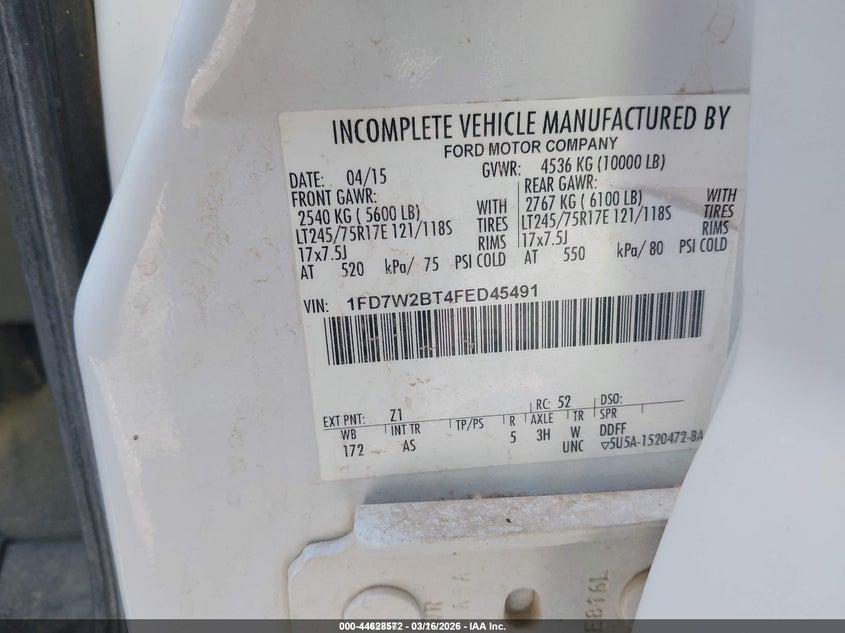 INCOMPLETE VEHICLE MANUFACTURED BY
FORD MOTOR COMPANY
DATE: 04/15 GVWR: 4536 KG (10000 LB)
FRONT GAWR: REAR GAWR:
2540 KG ( 5600 LB) WITH 2767 KG ( 6100 LB) WITH
LT245/75R17E 121/118S TIRES LT245/75R17E 121/118S TIRES
17x7.5J RIMS 17x7.5J RIMS
AT 520 kPa/ 75 PSI COLD AT 550 kPa/ 80 PSI COLD
VIN: 1FD7W2BT4FED45491
EXT PNT: Z1 RC: 52 DSO:
WB INT TR TP/PS R AXLE TR SPR
172 AS 5 3H W DDFF
UNC ▽5U5A-1520472-BA
000-44628572 - 03/16/2026 - IAA Inc.